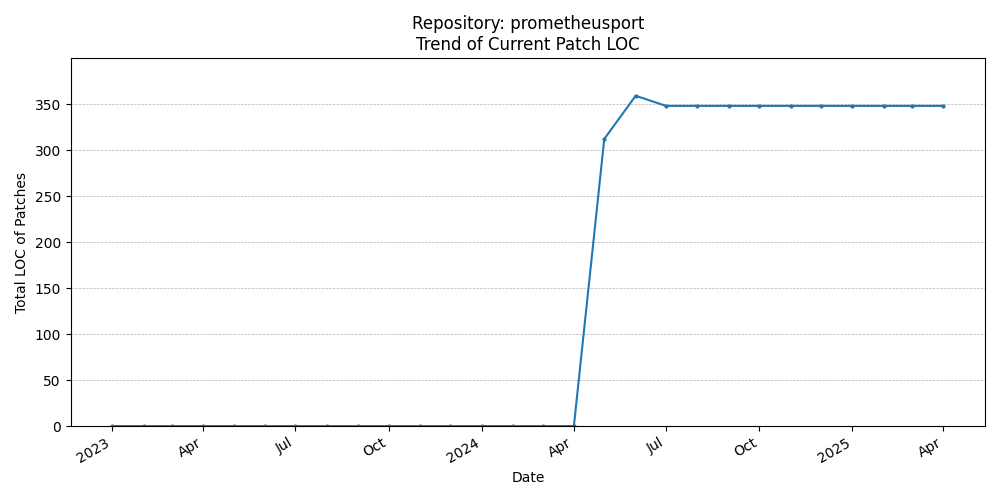 Repository: prometheusport
Trend of Current Patch LOC
Total LOC of Patches
350
300
250
200
150
100
50
0
2023
Apr
Jul
Oct
2024
Apr
Jul
Oct
2025
Apr
Date